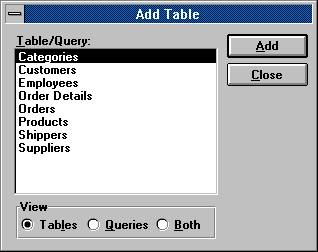 Add Table
Table/Query:
Add
Categories
Customers
Close
Employees
Order Details
Orders
Products
Shippers
Suppliers
View
Tables Queries Both